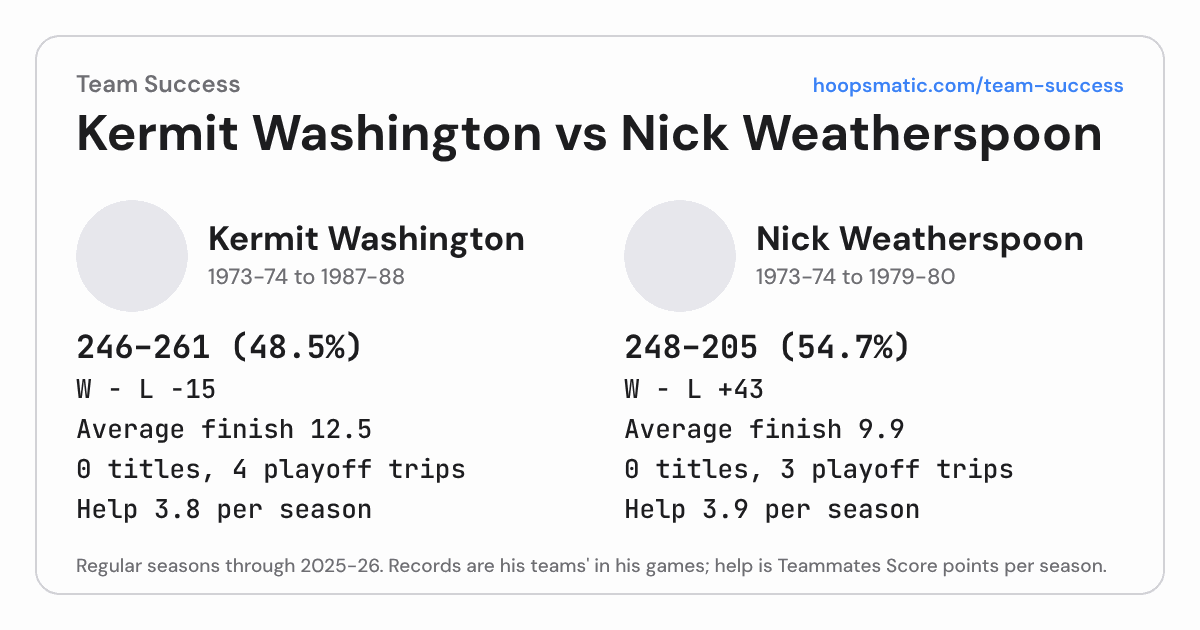 Team Success
hoopsmatic.com/team-success
Kermit Washington vs Nick Weatherspoon
Kermit Washington
1973-74 to 1987-88
246-261 (48.5%)
W - L -15
Average finish 12.5
0 titles, 4 playoff trips
Help 3.8 per season
Nick Weatherspoon
1973-74 to 1979-80
248-205 (54.7%)
W - L +43
Average finish 9.9
0 titles, 3 playoff trips
Help 3.9 per season
Regular seasons through 2025-26. Records are his teams' in his games; help is Teammates Score points per season.